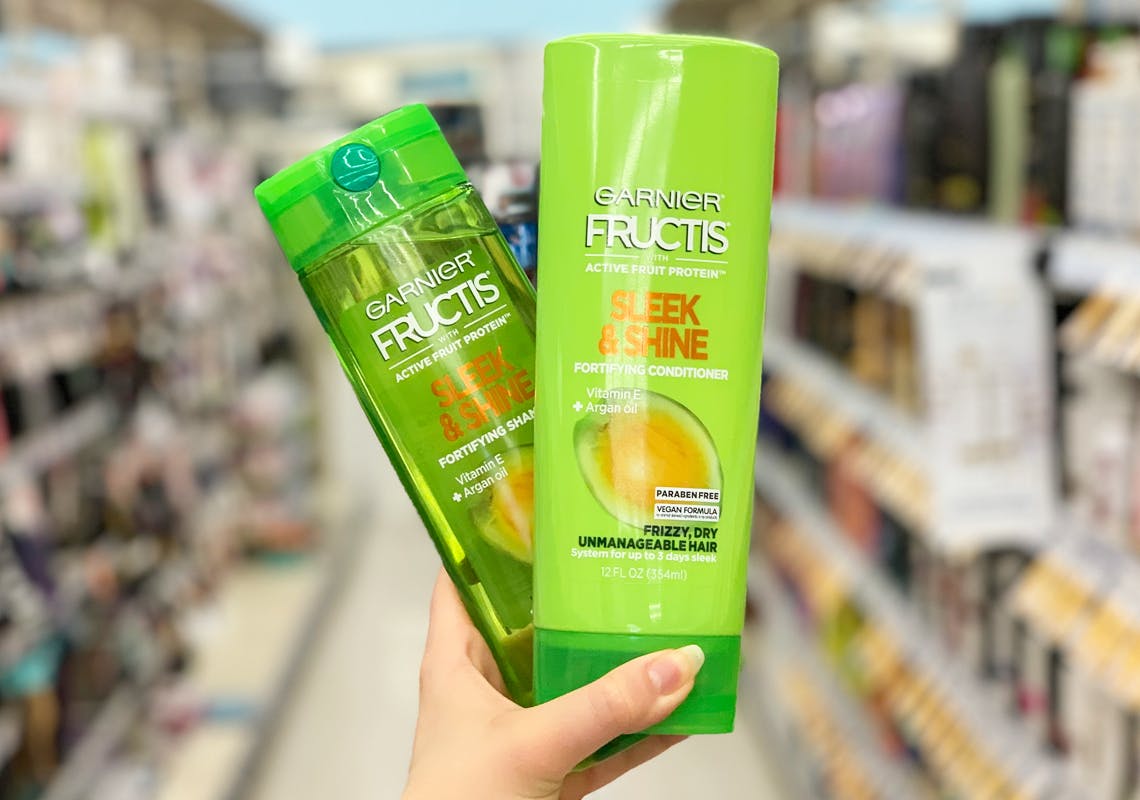 GARNIER®
FRUCTIS®
WITH
ACTIVE FRUIT PROTEIN™
SLEEK
& SHINE
FORTIFYING
Vitamin E
+ Argan oil
GARNIER®
FRUCTIS®
WITH
ACTIVE FRUIT PROTEIN™
SLEEK
& SHINE
FORTIFYING CONDITIONER
Vitamin E
+ Argan oil
PARABEN FREE
VEGAN FORMULA
FRIZZY, DRY
UNMANAGEABLE HAIR
System for up to 3 days sleek
12 FL OZ (354ml)